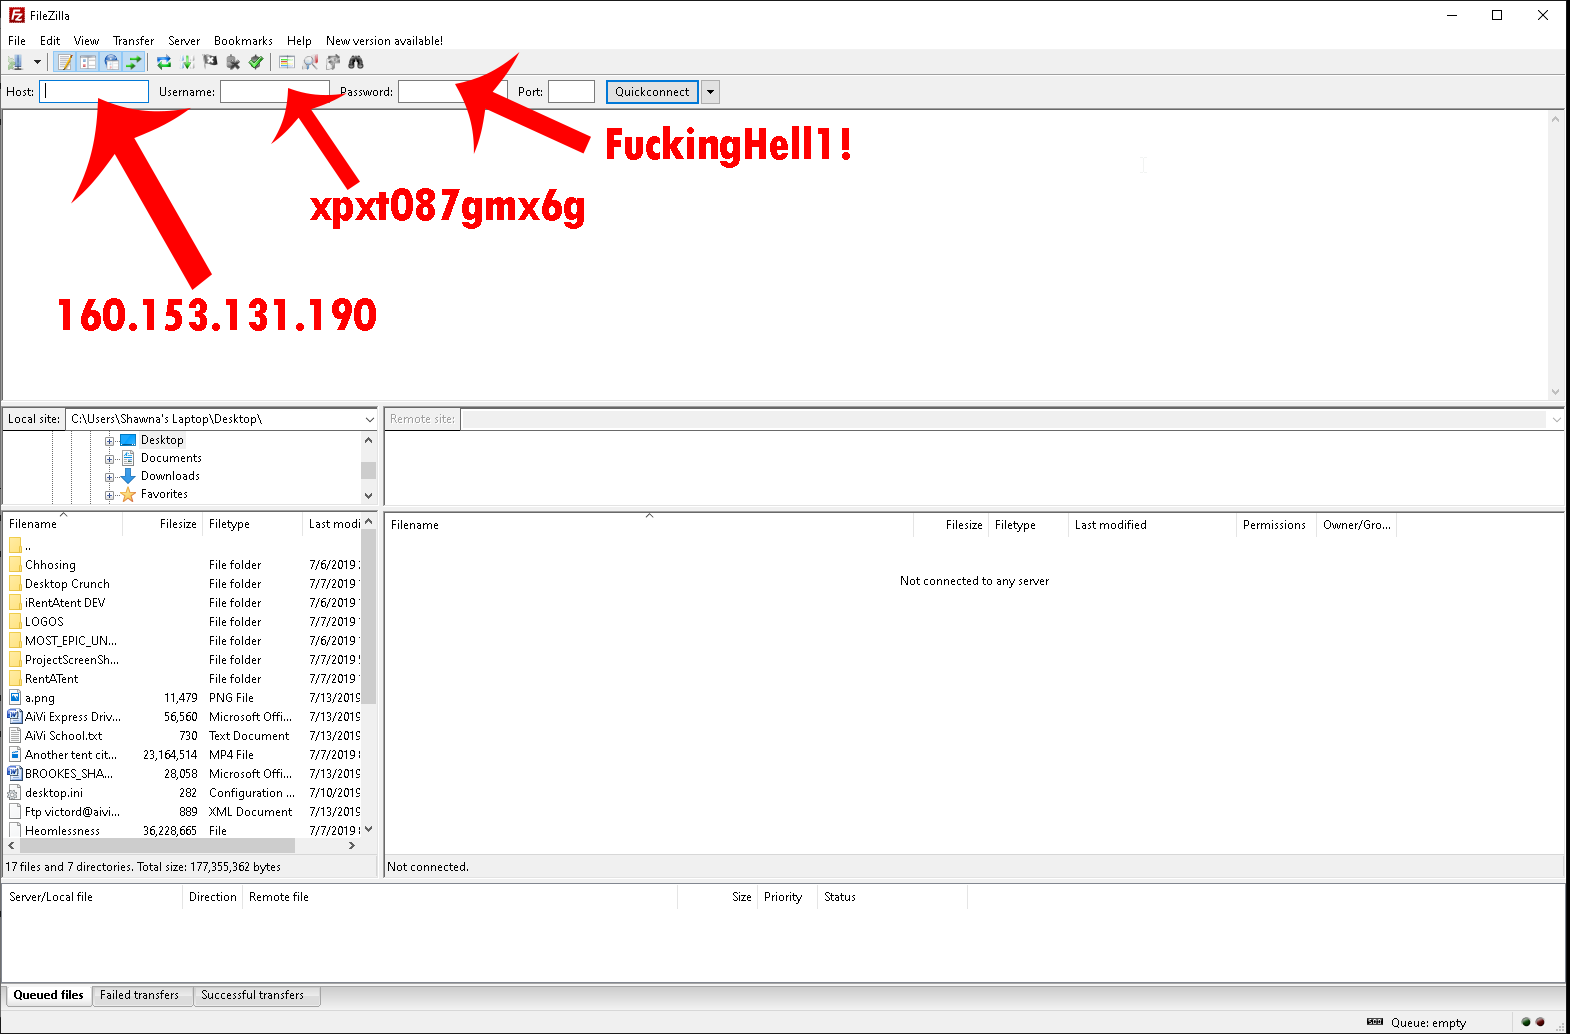 FileZilla
File Edit View Transfer Server Bookmarks Help New version available!
Host: Username: Password: Port: Quickconnect
FuckingHell1!
xpxt087gmx6g
160.153.131.190
Local site: C:\Users\Shawna's Laptop\Desktop\
Remote site:
Desktop
Documents
Downloads
Favorites
Filename Filesize Filetype Last modi
..
Chhosing File folder 7/6/2019
Desktop Crunch File folder 7/7/2019
iRentAtent DEV File folder 7/6/2019
LOGOS File folder 7/7/2019
MOST_EPIC_UN... File folder 7/6/2019
ProjectScreenSh... File folder 7/7/2019
RentATent File folder 7/7/2019
a.png 11,479 PNG File 7/13/2019
AiVi Express Driv... 56,560 Microsoft Offi... 7/13/2019
AiVi School.txt 730 Text Document 7/13/2019
Another tent cit... 23,164,514 MP4 File 7/7/2019
BROOKES_SHA... 28,058 Microsoft Offi... 7/13/2019
desktop.ini 282 Configuration ... 7/10/2019
Ftp victord@aivi... 889 XML Document 7/13/2019
Heomlessness 36,228,665 File 7/7/2019
17 files and 7 directories. Total size: 177,355,362 bytes
Filename Filesize Filetype Last modified Permissions Owner/Gro...
Not connected to any server
Not connected.
Server/Local file Direction Remote file Size Priority Status
Queued files Failed transfers Successful transfers
Queue: empty